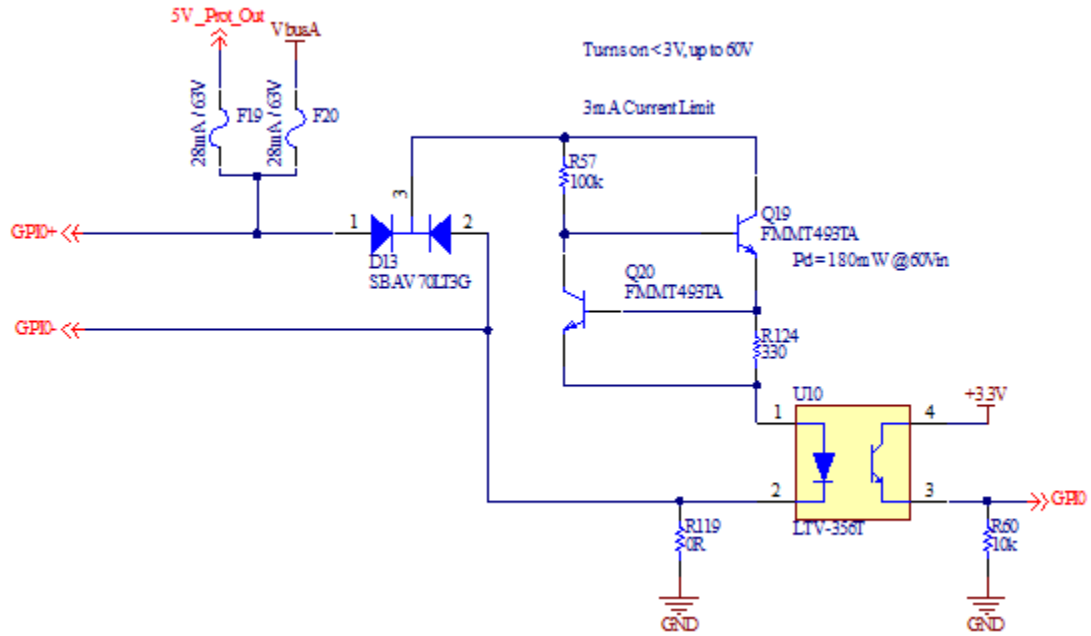 5V_Prot_Out
VbusA
Turns on < 3V, up to 60V
28mA / 63V
F19
28mA / 63V
F20
3mA Current Limit
R57
100k
3
GPI0+
1
2
Q19
FMMT493TA
D13
SBAV70LT3G
Pd = 180mW @ 60Vin
Q20
FMMT493TA
GPI0-
R124
330
U10
+3.3V
1
4
2
3
GPI0
R119
0R
LTV-356T
R60
10k
GND
GND